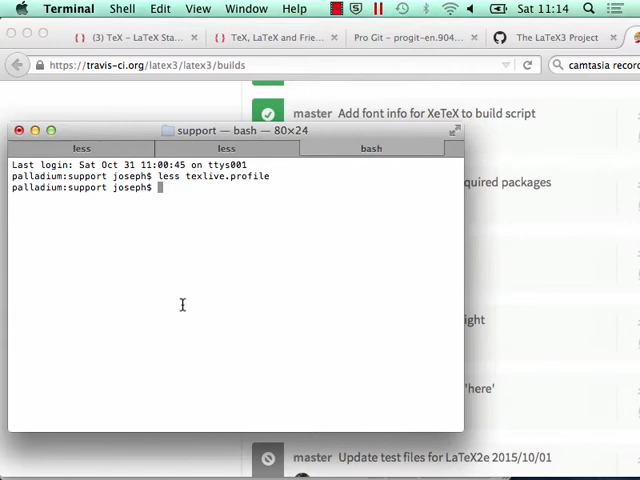 Terminal Shell Edit View Window Help Sat 11:14
(3) TeX - LaTeX Sta... TeX, LaTeX and Frie... Pro Git - progit-en.904... The LaTeX3 Project
https://travis-ci.org/latex3/latex3/builds camtasia recor
master Add font info for XeTeX to build script
support — bash — 80×24
less less bash
Last login: Sat Oct 31 11:00:45 on ttys001
palladium:support joseph$ less texlive.profile
quired packages
palladium:support joseph$
ight
'here'
master Update test files for LaTeX2e 2015/10/01